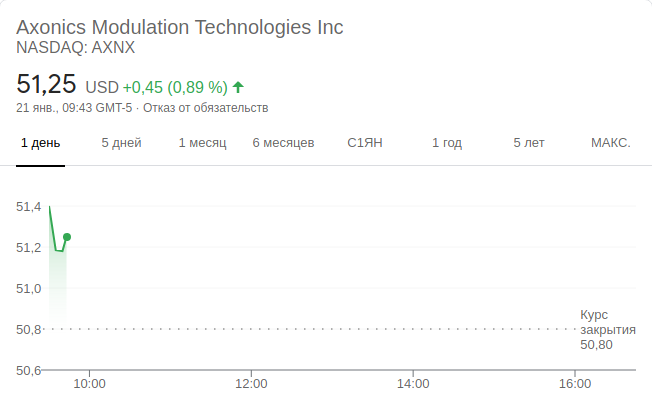 Axonics Modulation Technologies Inc
NASDAQ: AXNX
51,25 USD +0,45 (0,89 %)
21 янв., 09:43 GMT-5 · Отказ от обязательств
1 день 5 дней 1 месяц 6 месяцев С1ЯН 1 год 5 лет МАКС.
51,4
51,2
51,0
50,8
50,6
Курс
закрытия
50,80
10:00 12:00 14:00 16:00